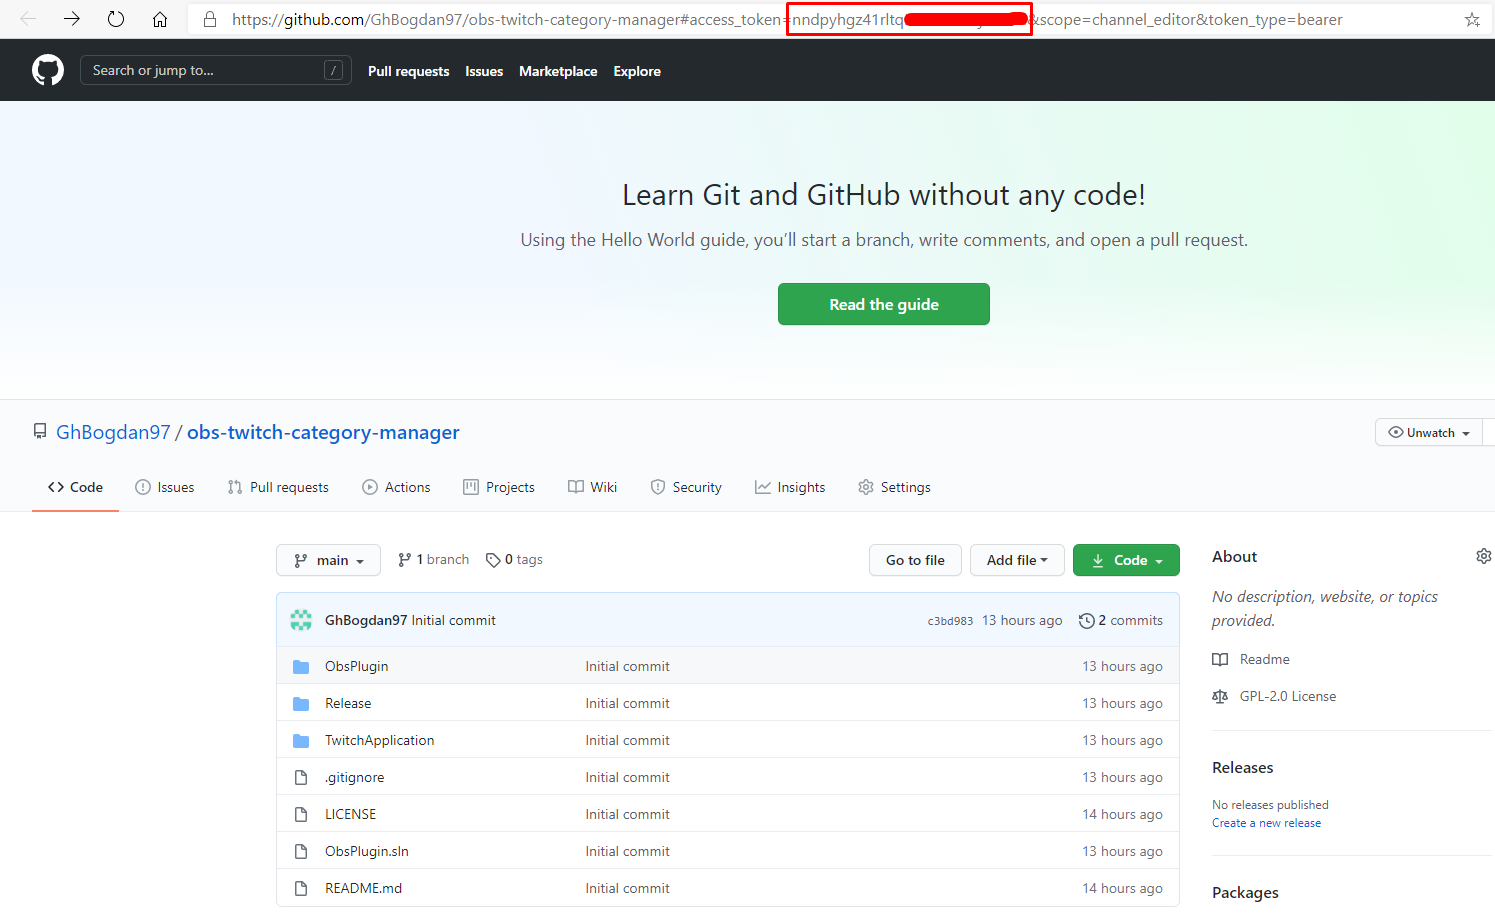 https://github.com/GhBogdan97/obs-twitch-category-manager#access_token=nndpyhgz41rltq &scope=channel_editor&token_type=bearer
Search or jump to... / Pull requests Issues Marketplace Explore
Learn Git and GitHub without any code!
Using the Hello World guide, you’ll start a branch, write comments, and open a pull request.
Read the guide
GhBogdan97 / obs-twitch-category-manager Unwatch
Code Issues Pull requests Actions Projects Wiki Security Insights Settings
main 1 branch 0 tags Go to file Add file Code
GhBogdan97 Initial commit c3bd983 13 hours ago 2 commits
ObsPlugin Initial commit 13 hours ago
Release Initial commit 13 hours ago
TwitchApplication Initial commit 13 hours ago
.gitignore Initial commit 13 hours ago
LICENSE Initial commit 14 hours ago
ObsPlugin.sln Initial commit 13 hours ago
README.md Initial commit 14 hours ago
About
No description, website, or topics
provided.
Readme
GPL-2.0 License
Releases
No releases published
Create a new release
Packages